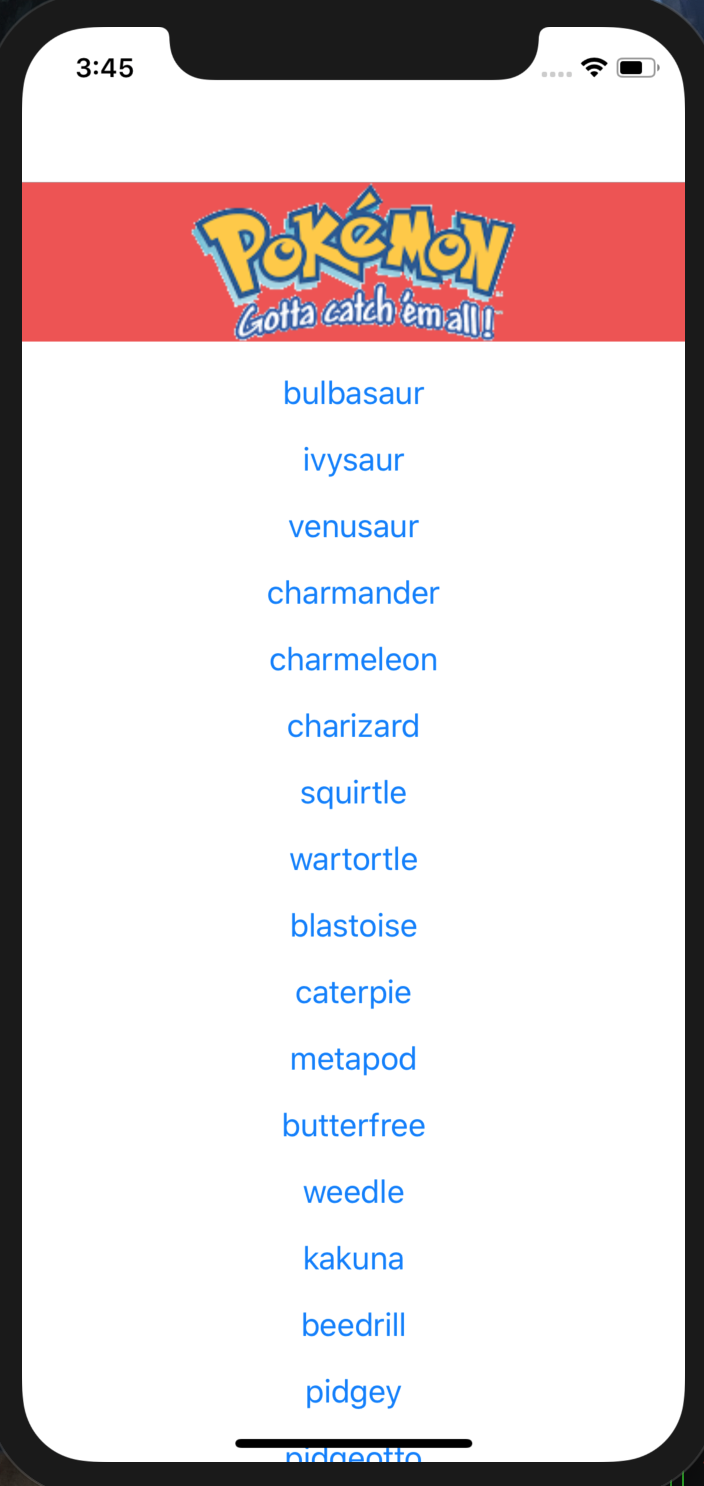 3:45
POKéMON
Gotta catch 'em all!
bulbasaur
ivysaur
venusaur
charmander
charmeleon
charizard
squirtle
wartortle
blastoise
caterpie
metapod
butterfree
weedle
kakuna
beedrill
pidgey
pidgeotto